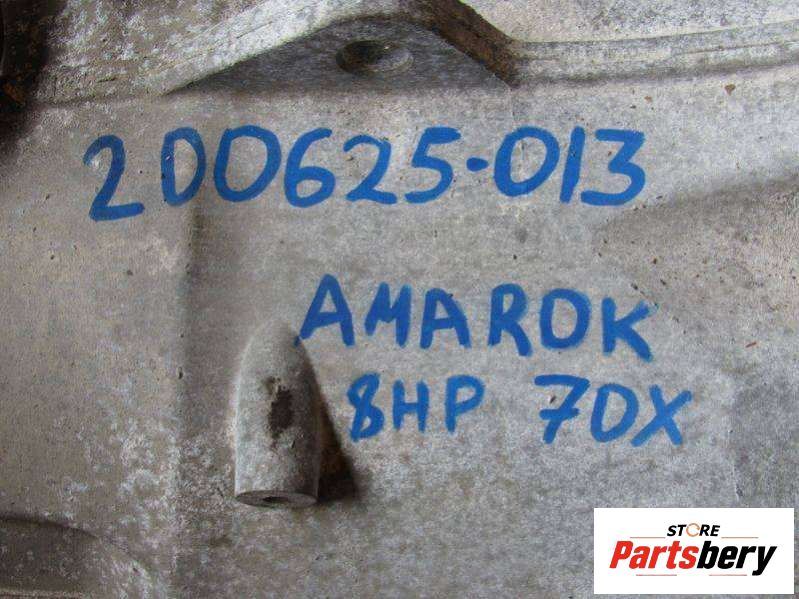 200625-013
AMAROK
8HP 70X
STORE
Partsbery